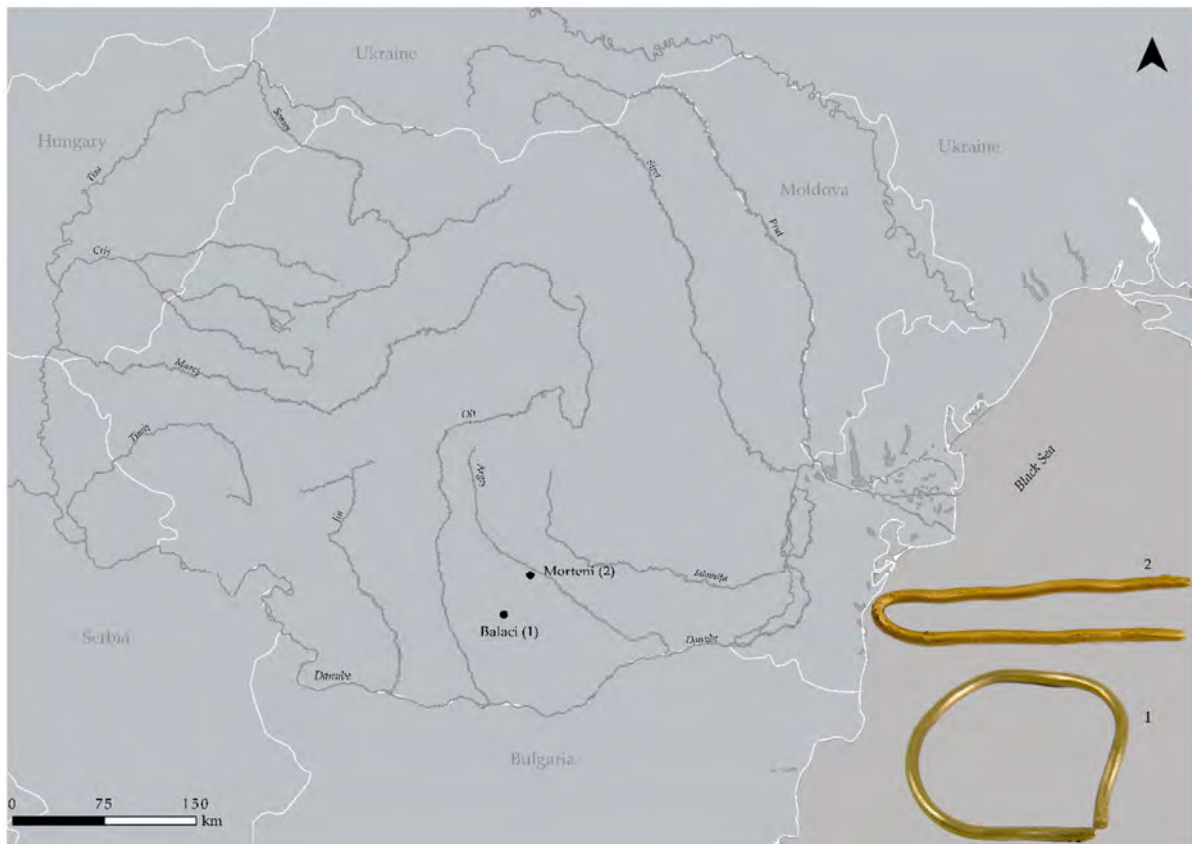 Ukraine
Hungary
Someș
Ukraine
Tisa
Siret
Moldova
Prut
Criș
Mureș
Olt
Timiș
Argeș
Black Sea
Jiu
Morteni (2)
Ialomița
2
Balaci (1)
Serbia
Danube
Danube
1
Bulgaria
0 75 150
km